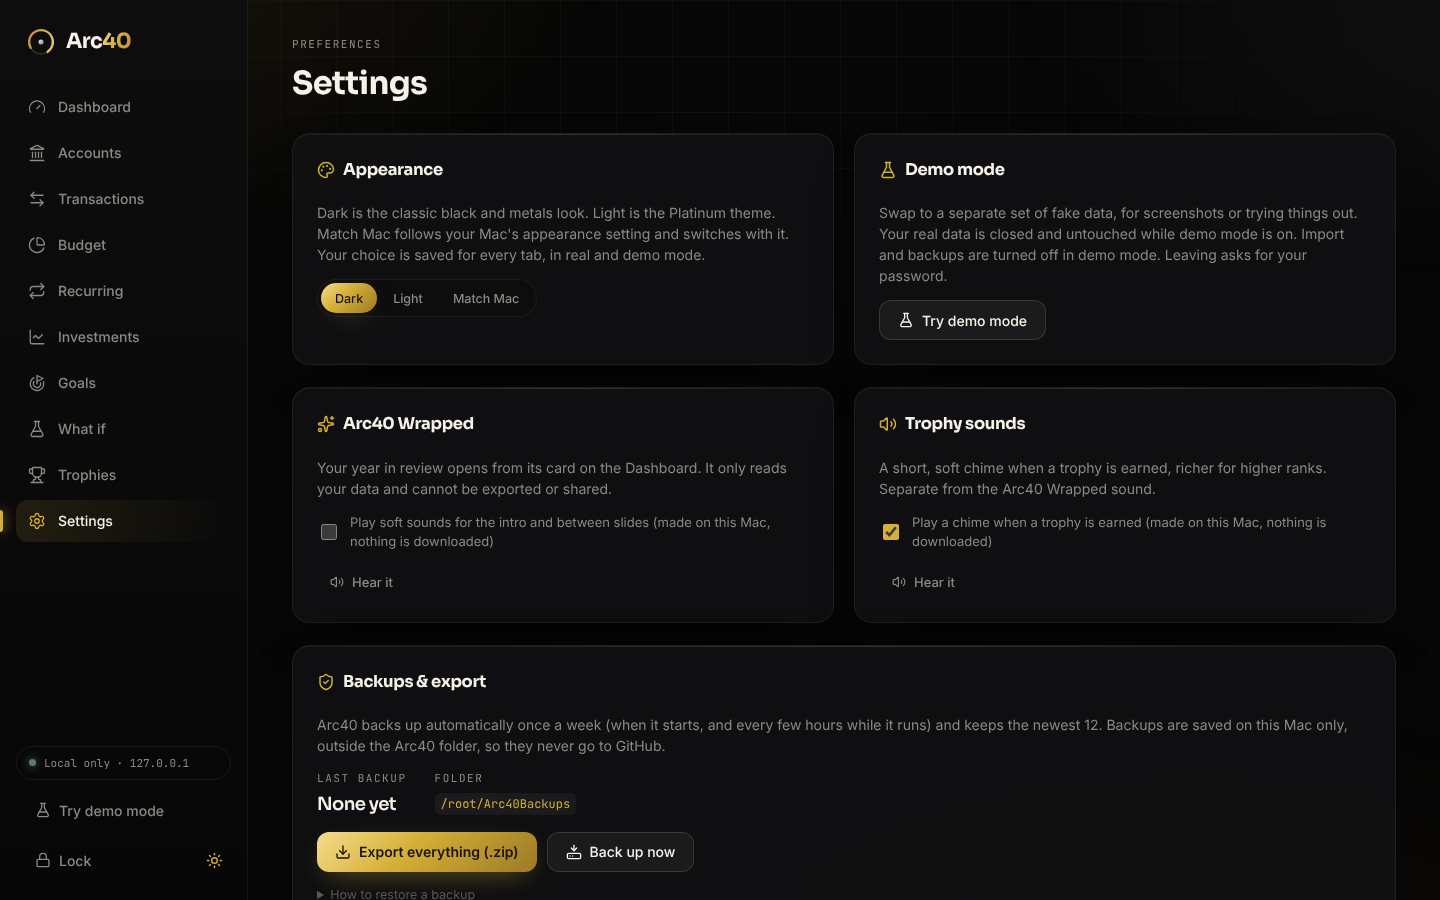 Arc40
Dashboard
Accounts
Transactions
Budget
Recurring
Investments
Goals
What if
Trophies
Settings
Local only · 127.0.0.1
Try demo mode
Lock
PREFERENCES
Settings
Appearance
Dark is the classic black and metals look. Light is the Platinum theme.
Match Mac follows your Mac's appearance setting and switches with it.
Your choice is saved for every tab, in real and demo mode.
Dark
Light
Match Mac
Demo mode
Swap to a separate set of fake data, for screenshots or trying things out.
Your real data is closed and untouched while demo mode is on. Import
and backups are turned off in demo mode. Leaving asks for your
password.
Try demo mode
Arc40 Wrapped
Your year in review opens from its card on the Dashboard. It only reads
your data and cannot be exported or shared.
Play soft sounds for the intro and between slides (made on this Mac,
nothing is downloaded)
Hear it
Trophy sounds
A short, soft chime when a trophy is earned, richer for higher ranks.
Separate from the Arc40 Wrapped sound.
Play a chime when a trophy is earned (made on this Mac, nothing is
downloaded)
Hear it
Backups & export
Arc40 backs up automatically once a week (when it starts, and every few hours while it runs) and keeps the newest 12. Backups are saved on this Mac only,
outside the Arc40 folder, so they never go to GitHub.
LAST BACKUP
None yet
FOLDER
/root/Arc40Backups
Export everything (.zip)
Back up now
How to restore a backup